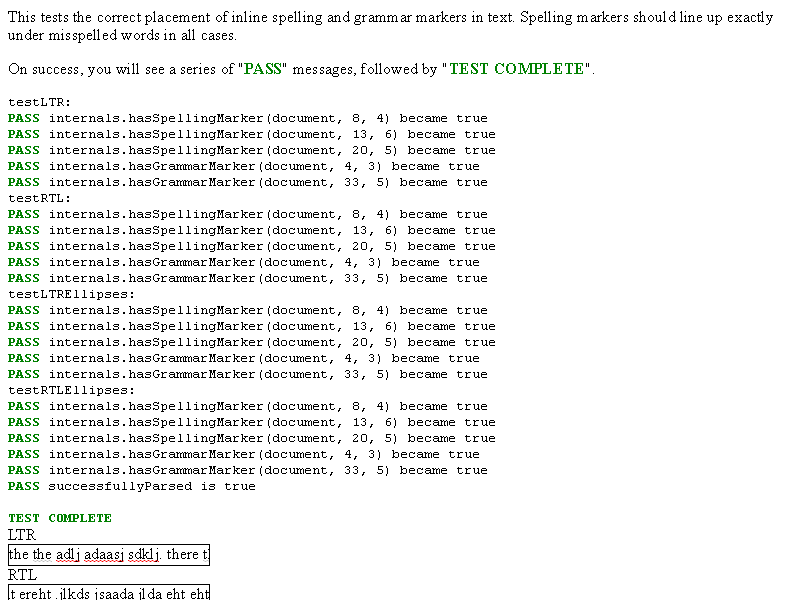 This tests the correct placement of inline spelling and grammar markers in text. Spelling markers should line up exactly
under misspelled words in all cases.
On success, you will see a series of "PASS" messages, followed by "TEST COMPLETE".
testLTR:
PASS internals.hasSpellingMarker(document, 8, 4) became true
PASS internals.hasSpellingMarker(document, 13, 6) became true
PASS internals.hasSpellingMarker(document, 20, 5) became true
PASS internals.hasGrammarMarker(document, 4, 3) became true
PASS internals.hasGrammarMarker(document, 33, 5) became true
testRTL:
PASS internals.hasSpellingMarker(document, 8, 4) became true
PASS internals.hasSpellingMarker(document, 13, 6) became true
PASS internals.hasSpellingMarker(document, 20, 5) became true
PASS internals.hasGrammarMarker(document, 4, 3) became true
PASS internals.hasGrammarMarker(document, 33, 5) became true
testLTREllipses:
PASS internals.hasSpellingMarker(document, 8, 4) became true
PASS internals.hasSpellingMarker(document, 13, 6) became true
PASS internals.hasSpellingMarker(document, 20, 5) became true
PASS internals.hasGrammarMarker(document, 4, 3) became true
PASS internals.hasGrammarMarker(document, 33, 5) became true
testRTLEllipses:
PASS internals.hasSpellingMarker(document, 8, 4) became true
PASS internals.hasSpellingMarker(document, 13, 6) became true
PASS internals.hasSpellingMarker(document, 20, 5) became true
PASS internals.hasGrammarMarker(document, 4, 3) became true
PASS internals.hasGrammarMarker(document, 33, 5) became true
PASS successfullyParsed is true
TEST COMPLETE
LTR
the the adlj adaasj sdklj. there t
RTL
t ereht .jlkds jsaada jlda eht eht